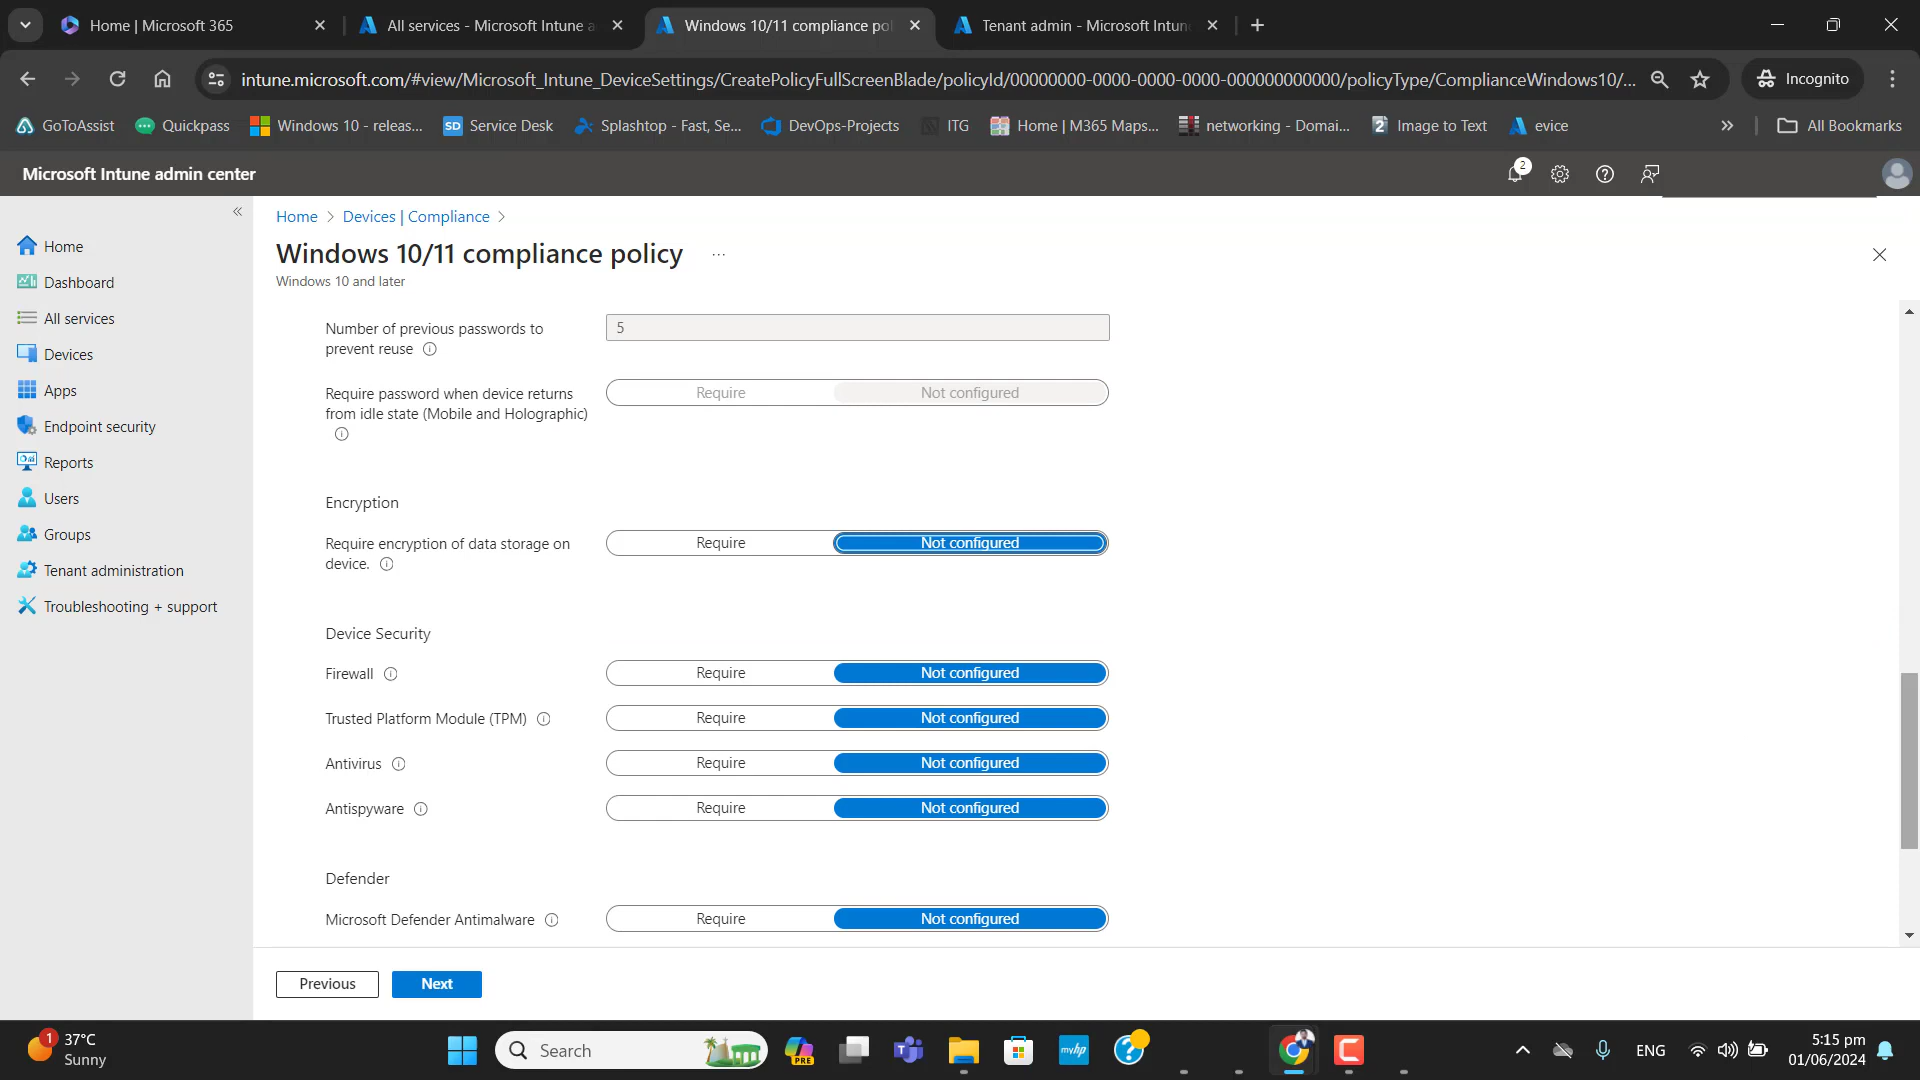 Home | Microsoft 365
All services - Microsoft Intune a
Windows 10/11 compliance pol
Tenant admin - Microsoft Intun
intune.microsoft.com/#view/Microsoft_Intune_DeviceSettings/CreatePolicyFullScreenBlade/policyId/00000000-0000-0000-0000-000000000000/policyType/ComplianceWindows10/...
Incognito
GoToAssist
Quickpass
Windows 10 - releas...
SD Service Desk
Splashtop - Fast, Se...
DevOps-Projects
ITG
Home | M365 Maps...
networking - Domai...
2 Image to Text
evice
All Bookmarks
Microsoft Intune admin center
2
Home
Dashboard
All services
Devices
Apps
Endpoint security
Reports
Users
Groups
Tenant administration
Troubleshooting + support
Home > Devices | Compliance >
Windows 10/11 compliance policy ...
Windows 10 and later
Number of previous passwords to
prevent reuse
5
Require password when device returns
from idle state (Mobile and Holographic)
Require Not configured
Encryption
Require encryption of data storage on
device.
Require Not configured
Device Security
Firewall Require Not configured
Trusted Platform Module (TPM) Require Not configured
Antivirus Require Not configured
Antispyware Require Not configured
Defender
Microsoft Defender Antimalware Require Not configured
Previous Next
1
37°C
Sunny
Search
PRE
myhp
ENG
5:15 pm
01/06/2024